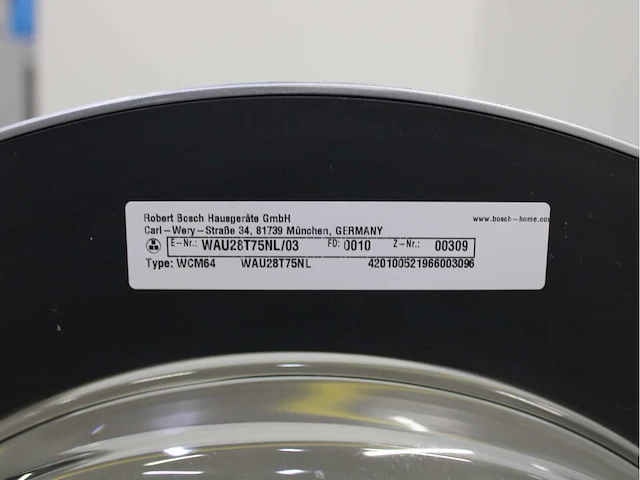 Robert Bosch Hausgeräte GmbH
www.bosch-home.com
Carl-Wery-Straße 34, 81739 München, GERMANY
E-Nr.: WAU28T75NL/03 FD: 0010 Z-Nr.: 00309
Type: WCM64 WAU28T75NL 420100521966003096